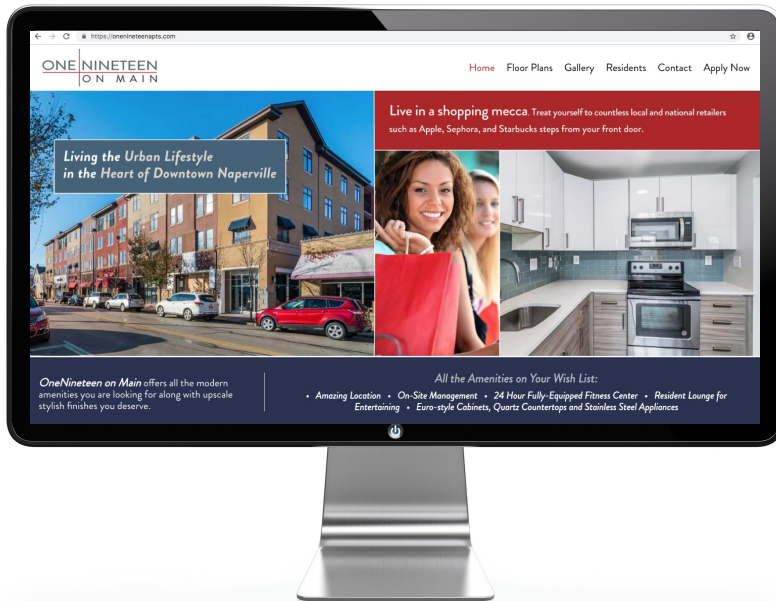 https://onenineteenapts.com
ONE NINETEEN
ON MAIN
Home Floor Plans Gallery Residents Contact Apply Now
Living the Urban Lifestyle
in the Heart of Downtown Naperville
Live in a shopping mecca. Treat yourself to countless local and national retailers
such as Apple, Sephora, and Starbucks steps from your front door.
OneNineteen on Main offers all the modern
amenities you are looking for along with upscale
stylish finishes you deserve.
All the Amenities on Your Wish List:
• Amazing Location • On-Site Management • 24 Hour Fully-Equipped Fitness Center • Resident Lounge for
Entertaining • Euro-style Cabinets, Quartz Countertops and Stainless Steel Appliances